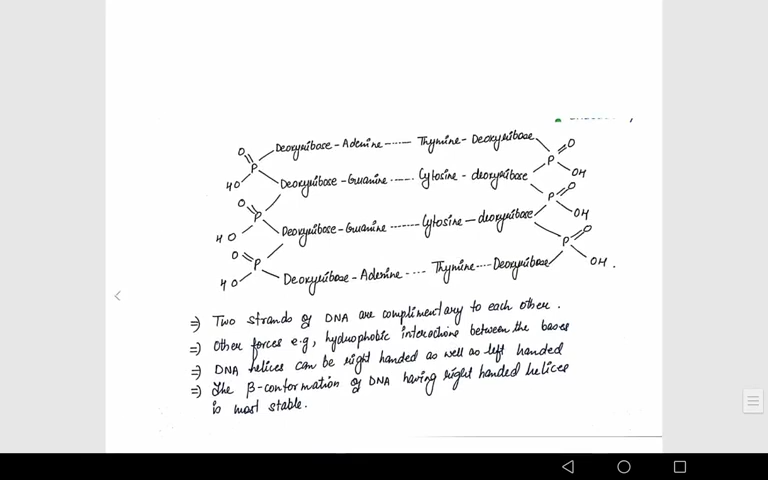 O Deoxyribose - Adenine ------ Thymine - Deoxyribose O
P P
HO OH
O Deoxyribose - Guanine ------ Cytosine - deoxyribose O
P P
HO OH
O Deoxyribose - Guanine -------- Cytosine — deoxyribose O
P P
HO OH .
Deoxyribose - Adenine - - - - Thymine ---- Deoxyribose
⇒ Two strands of DNA are complimentary to each other .
⇒ Other forces e.g, hydrophobic interactions between the bases
⇒ DNA helices can be right handed as well as left handed
⇒ The β-conformation of DNA having right handed helices
is most stable.